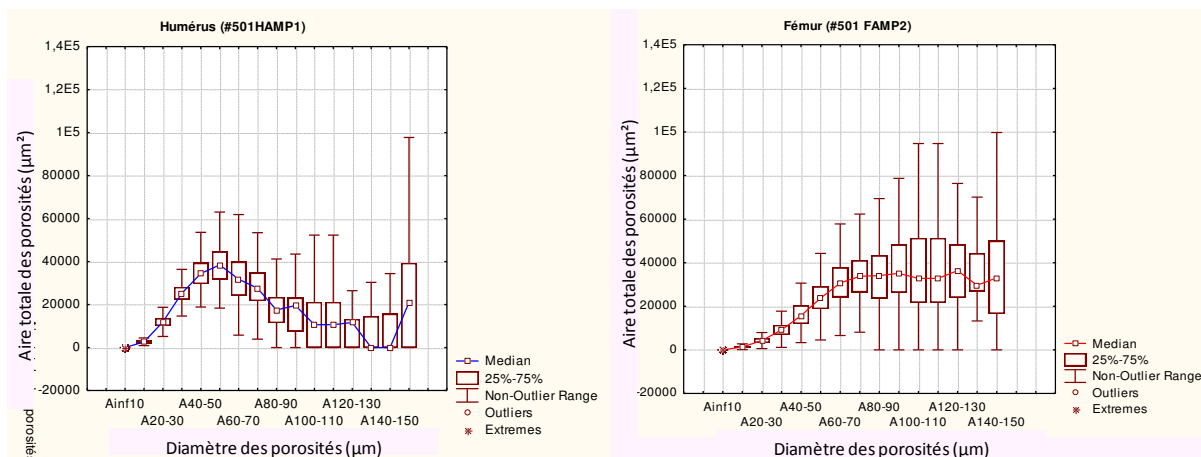 Humérus (#501HAMP1)
Aire totale des porosités (µm²)
1,4E5
1,2E5
1E5
80000
60000
40000
20000
0
-20000
Ainf10
A40-50
A80-90
A120-130
A20-30
A60-70
A100-110
A140-150
Diamètre des porosités (µm)
porosités
Median
25%-75%
Non-Outlier Range
Outliers
Extremes
Fémur (#501 FAMP2)
Aire totale des porosités (µm²)
1,4E5
1,2E5
1E5
80000
60000
40000
20000
0
-20000
Ainf10
A40-50
A80-90
A120-130
A20-30
A60-70
A100-110
A140-150
Diamètre des porosités (µm)
Median
25%-75%
Non-Outlier Range
Outliers
Extremes